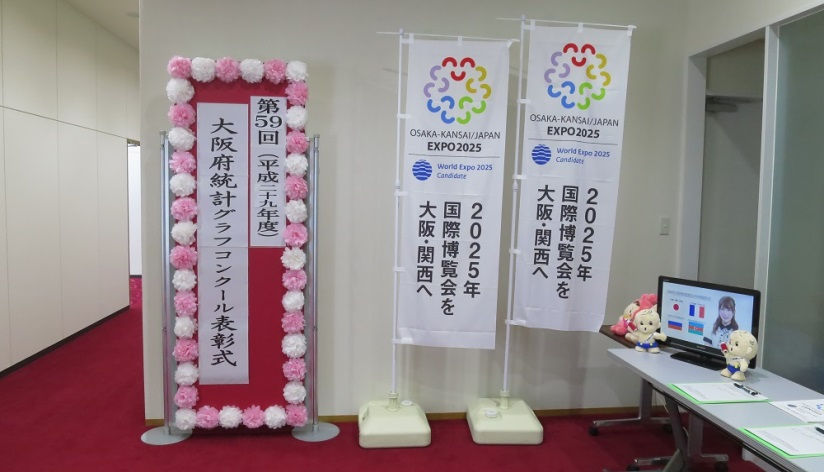 第59回(平成二十九年度)
大阪府統計グラフコンクール表彰式
OSAKA-KANSAI/JAPAN
EXPO2025
World Expo 2025
Candidate
2025年
国際博覧会を
大阪・関西へ
OSAKA-KANSAI/JAPAN
EXPO2025
World Expo 2025
Candidate
2025年
国際博覧会を
大阪・関西へ